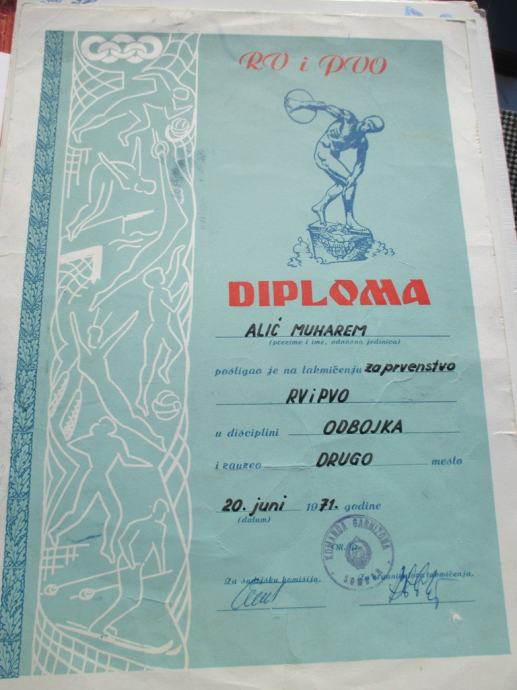 RV i PVO
DIPLOMA
ALIĆ MUHAREM
(prezime i ime, odnosno jedinica)
postigao je na takmičenju za prvenstvo
RV i PVO
u disciplini ODBOJKA
i zauzeo DRUGO mesto
20. juni 1971. godine
(datum)
KOMANDA GARNIZONA
Za sudijsku komisiju,
takmičenja,